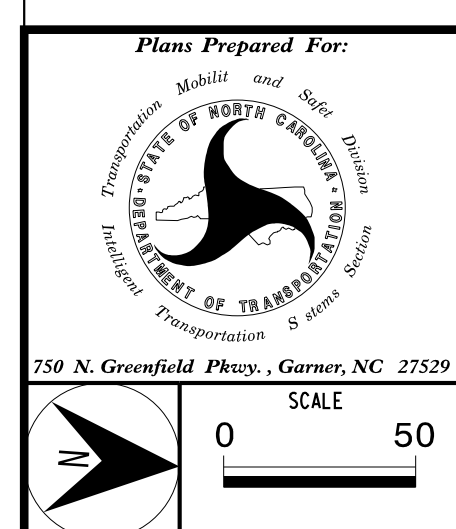 Plans Prepared For:
Transportation Mobilit and Safet Division
STATE OF NORTH CAROLINA
DEPARTMENT OF TRANSPORTATION
Intelligent Transportation S stems Section
750 N. Greenfield Pkwy. , Garner, NC 27529
N
SCALE
0 50